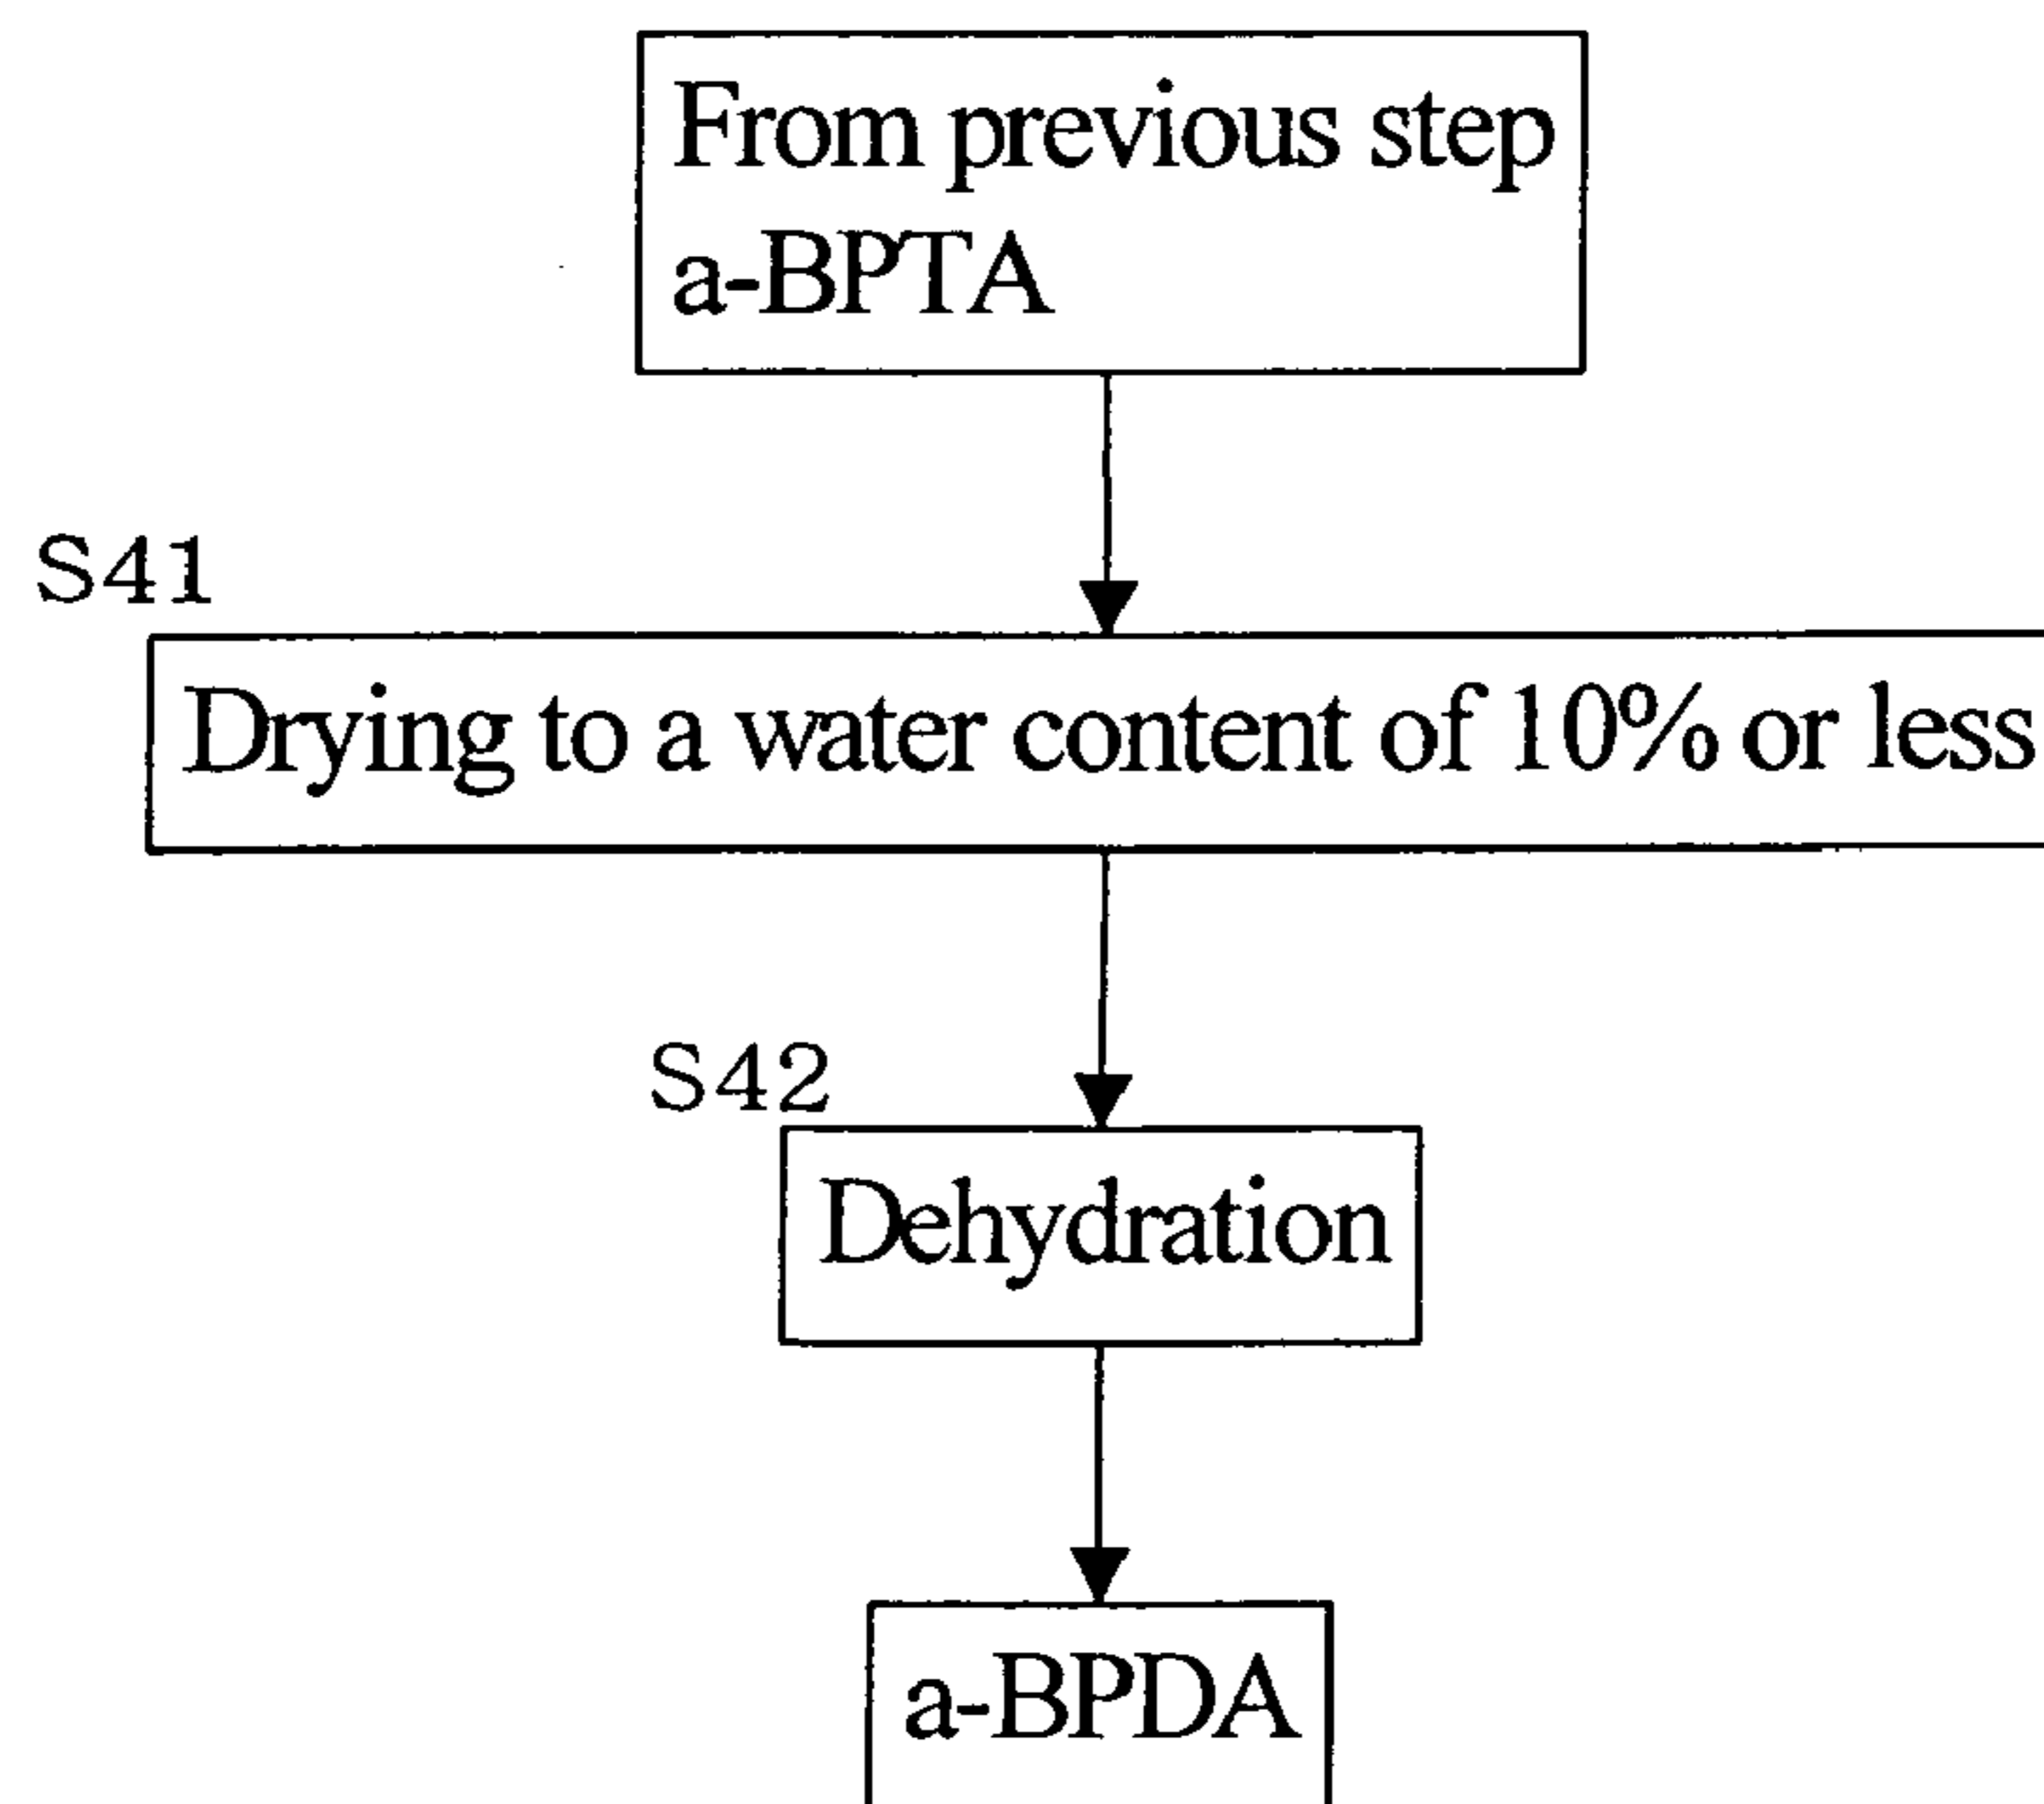 From previous step
a-BPTA
S41
Drying to a water content of 10% or less
S42
Dehydration
a-BPDA